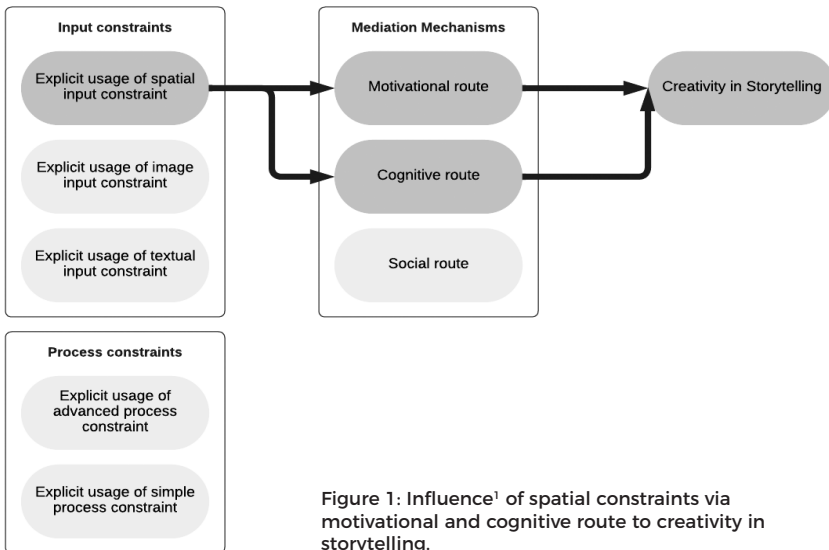 Input constraints
Explicit usage of spatial
input constraint
Explicit usage of image
input constraint
Explicit usage of textual
input constraint
Mediation Mechanisms
Motivational route
Cognitive route
Social route
Creativity in Storytelling
Process constraints
Explicit usage of
advanced process
constraint
Explicit usage of simple
process constraint
Figure 1: Influence¹ of spatial constraints via
motivational and cognitive route to creativity in
storytelling.